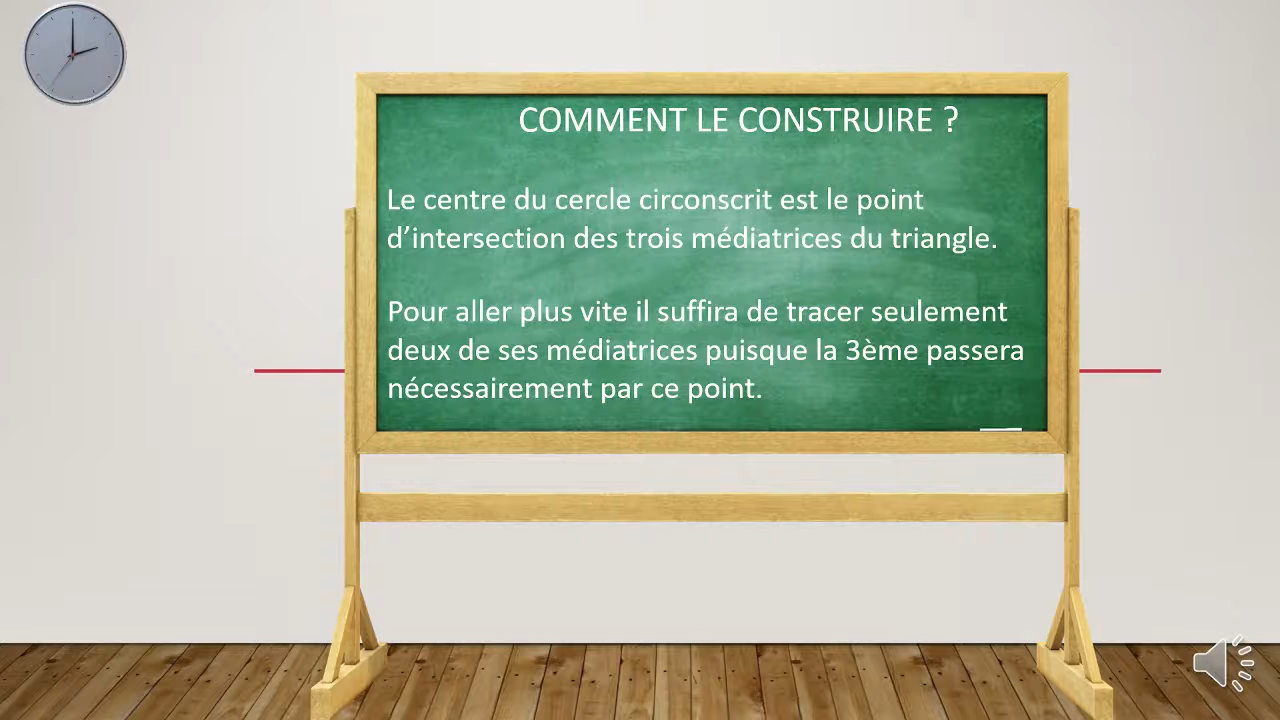 COMMENT LE CONSTRUIRE ?
Le centre du cercle circonscrit est le point
d’intersection des trois médiatrices du triangle.
Pour aller plus vite il suffira de tracer seulement
deux de ses médiatrices puisque la 3ème passera
nécessairement par ce point.